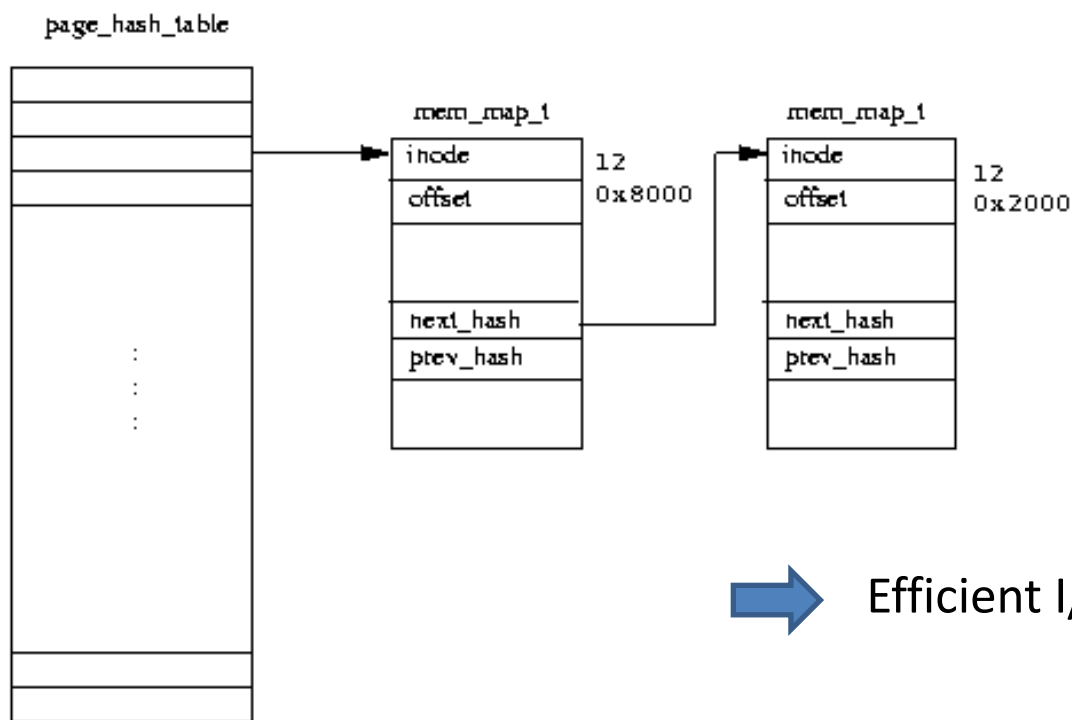 page_hash_table
mem_map_t
inode
12
offset
0x8000
next_hash
prev_hash
mem_map_t
inode
12
offset
0x2000
next_hash
prev_hash
:
:
:
Efficient I/